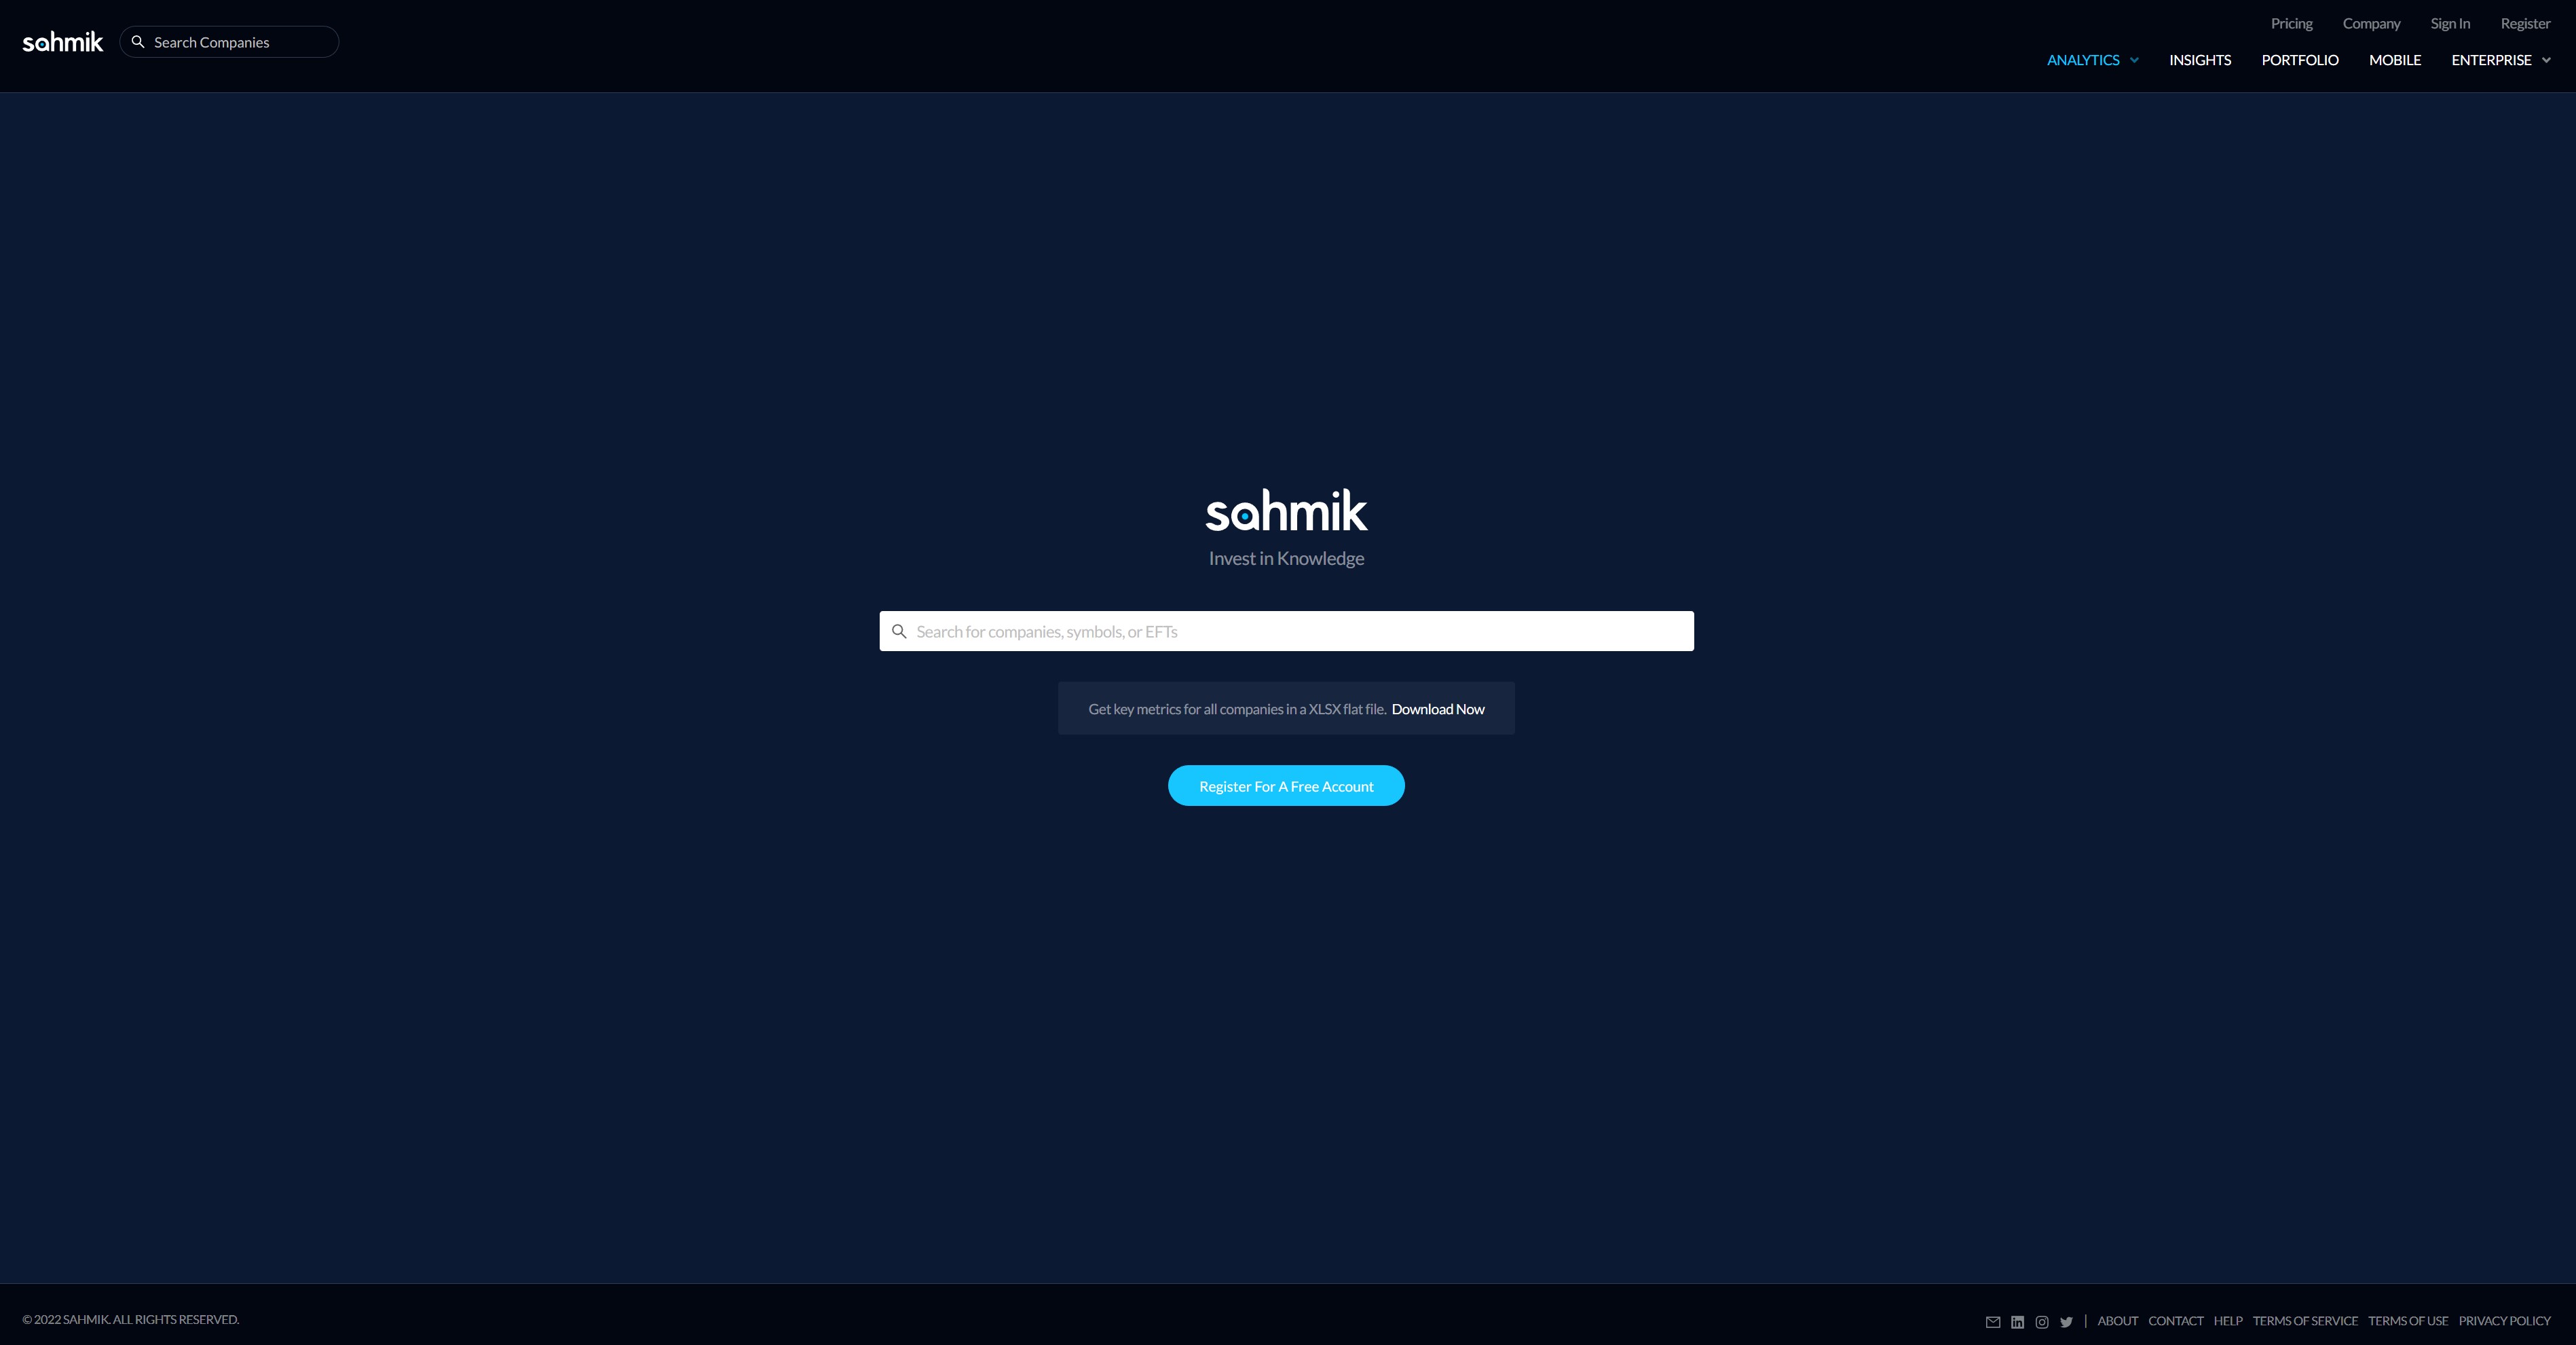 sahmik
Search Companies
Pricing Company Sign In Register
ANALYTICS INSIGHTS PORTFOLIO MOBILE ENTERPRISE
sahmik
Invest in Knowledge
Search for companies, symbols, or EFTs
Get key metrics for all companies in a XLSX flat file. Download Now
Register For A Free Account
© 2022 SAHMIK. ALL RIGHTS RESERVED.
ABOUT CONTACT HELP TERMS OF SERVICE TERMS OF USE PRIVACY POLICY